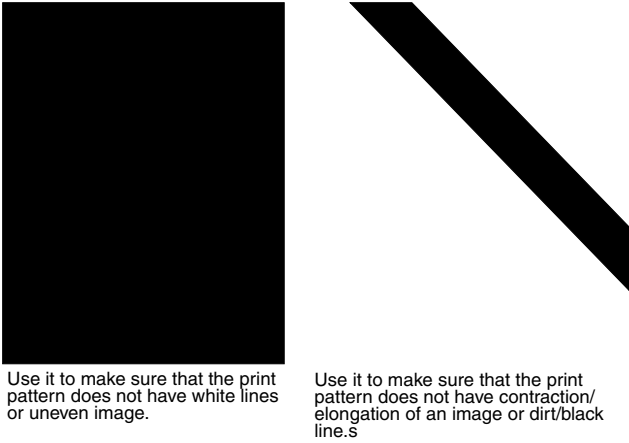 Use it to make sure that the print
pattern does not have white lines
or uneven image.
Use it to make sure that the print
pattern does not have contraction/
elongation of an image or dirt/black
line.s